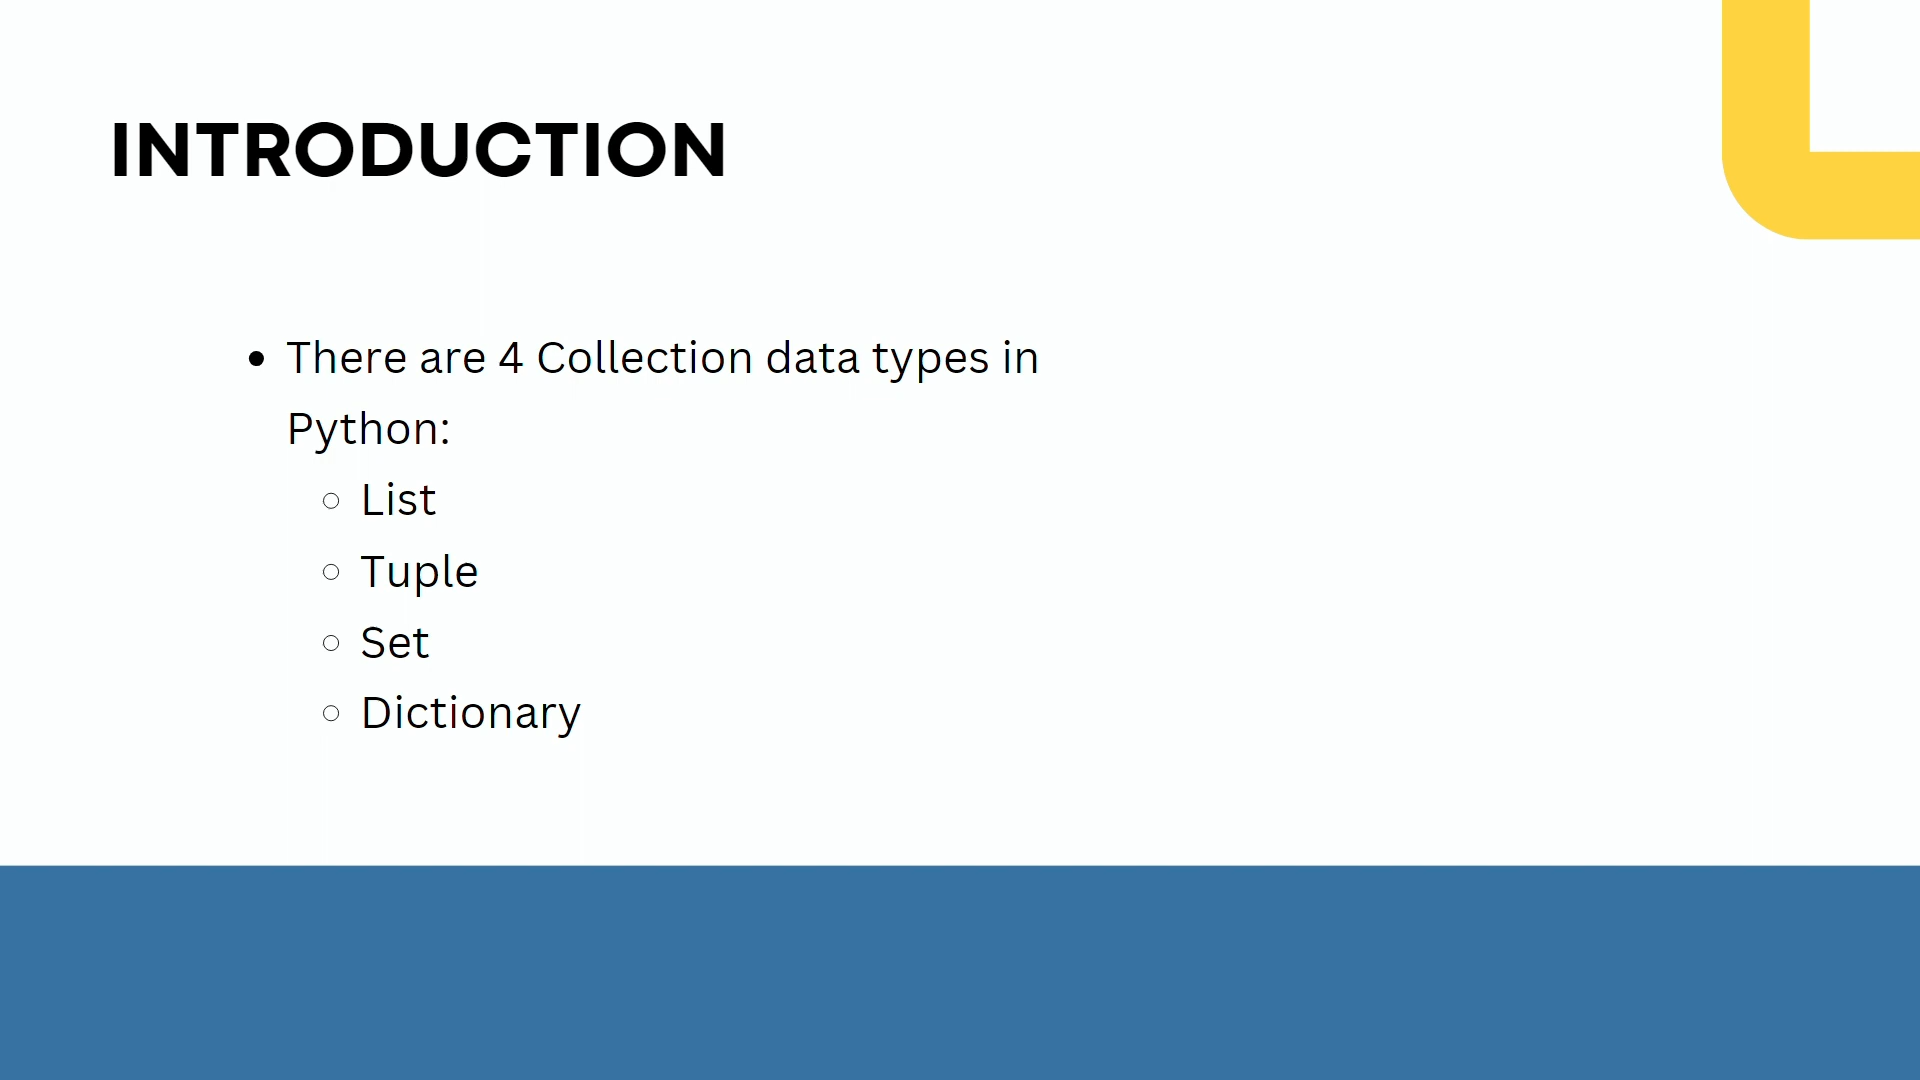 INTRODUCTION
• There are 4 Collection data types in
Python:
○ List
○ Tuple
○ Set
○ Dictionary